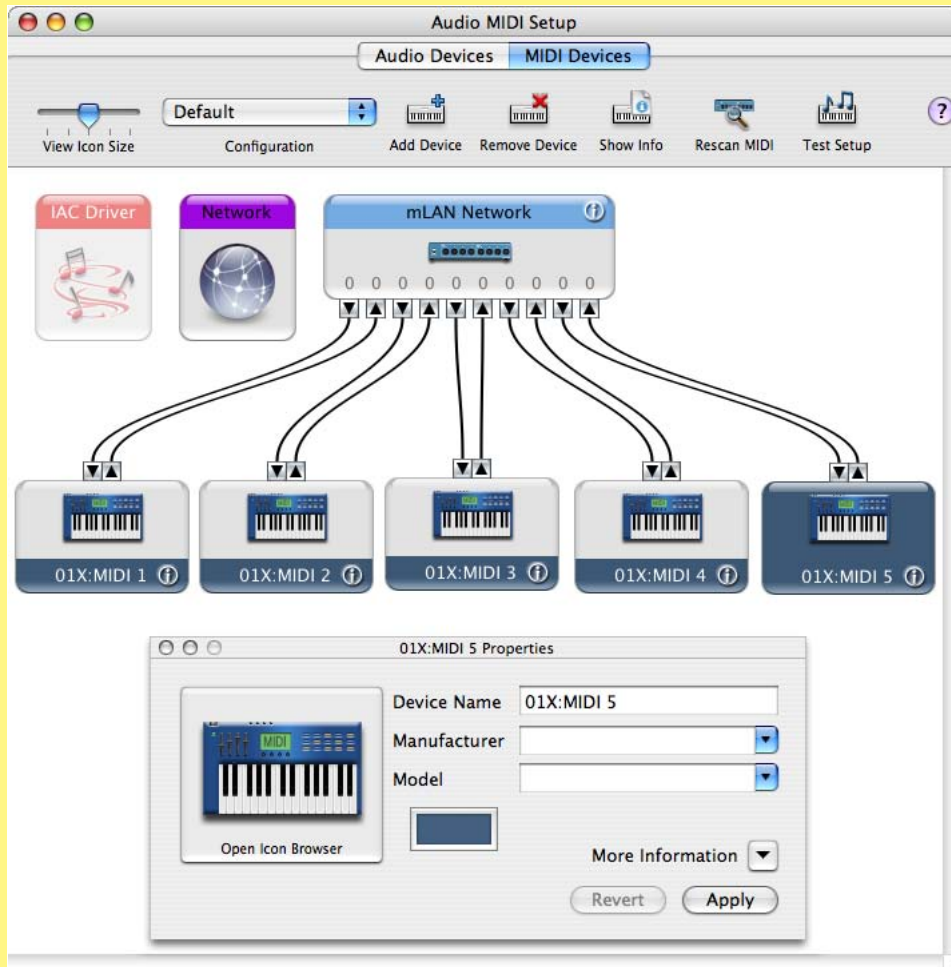 Audio MIDI Setup
Audio Devices MIDI Devices
Default
View Icon Size Configuration Add Device Remove Device Show Info Rescan MIDI Test Setup ?
IAC Driver Network mLAN Network i
0 0 0 0 0 0 0 0 0 0
01X:MIDI 1 i 01X:MIDI 2 i 01X:MIDI 3 i 01X:MIDI 4 i 01X:MIDI 5 i
01X:MIDI 5 Properties
Device Name 01X:MIDI 5
MIDI
Manufacturer
Model
Open Icon Browser
More Information
Revert Apply